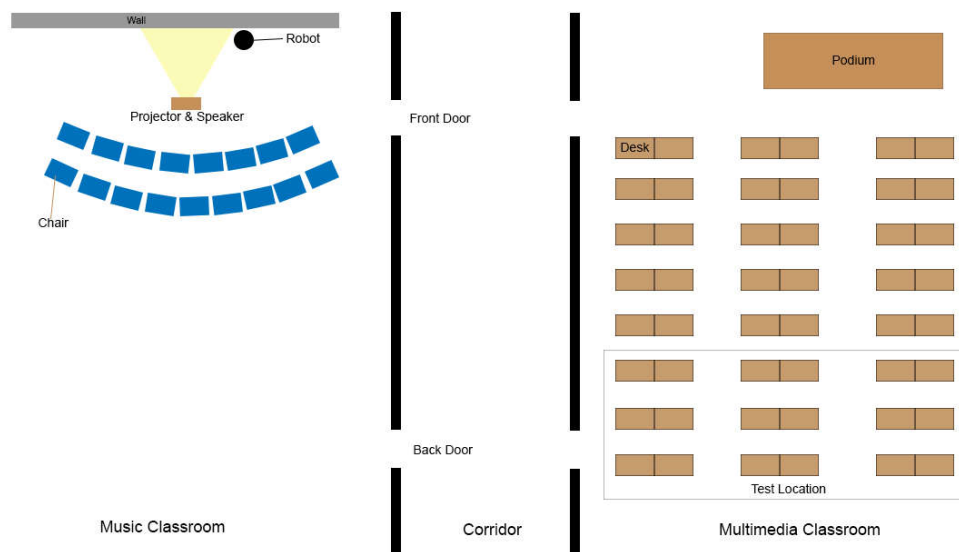 Wall
Robot
Podium
Projector & Speaker
Front Door
Desk
Chair
Back Door
Test Location
Music Classroom
Corridor
Multimedia Classroom